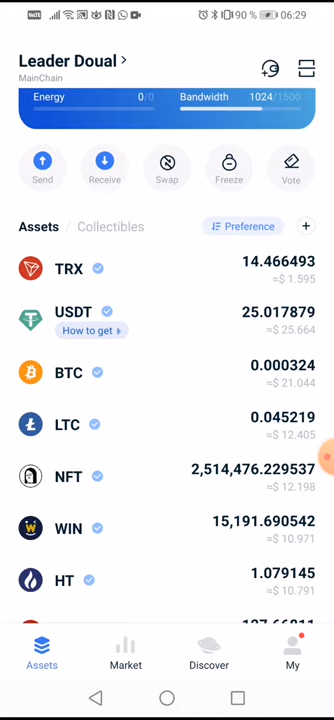 VoLTE 90 % 06:29
Leader Doual >
MainChain
Energy 0/0 Bandwidth 1024/1500
Send Receive Swap Freeze Vote
Assets / Collectibles Preference +
TRX 14.466493
≈$ 1.595
USDT 25.017879
How to get ≈$ 25.664
BTC 0.000324
≈$ 21.044
LTC 0.045219
≈$ 12.405
NFT 2,514,476.229537
≈$ 12.198
WIN 15,191.690542
≈$ 10.971
HT 1.079145
≈$ 10.791
Assets Market Discover My